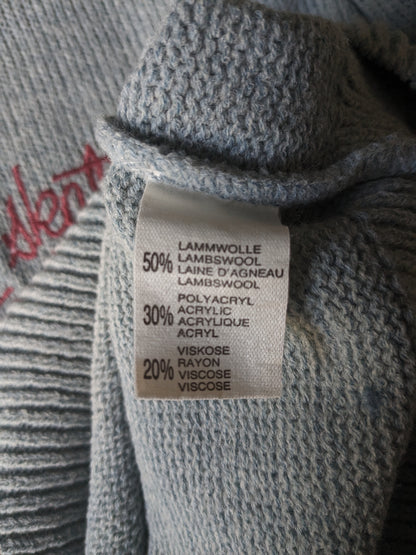 50% LAMMWOLLE
LAMBSWOOL
LAINE D'AGNEAU
LAMBSWOOL
30% POLYACRYL
ACRYLIC
ACRYLIQUE
ACRYL
20% VISKOSE
RAYON
VISCOSE
VISCOSE